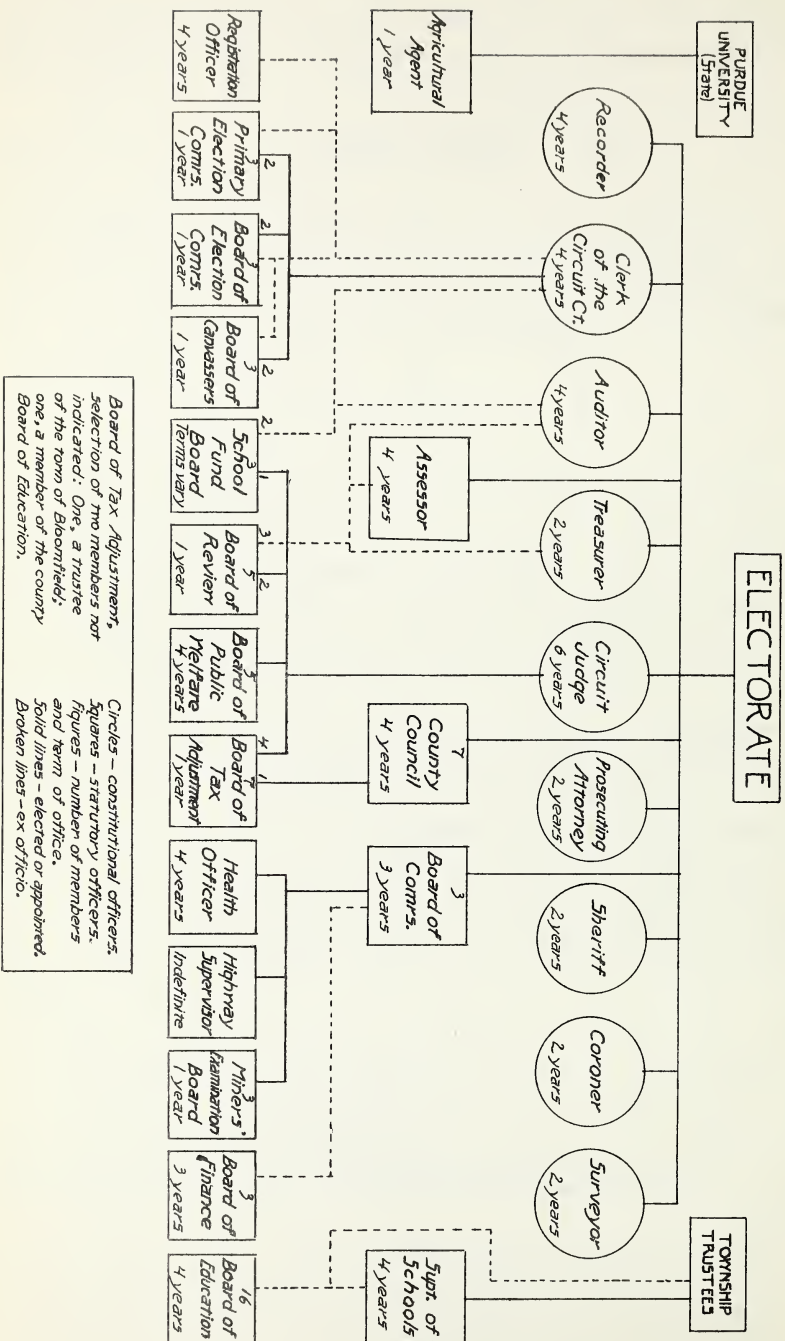 ELECTORATE
PURDUE
UNIVERSITY
(State)
TOWNSHIP
TRUSTEES
Recorder
4 years
Clerk
of the
Circuit Ct.
4 years
Auditor
4 years
Treasurer
2 years
Circuit
Judge
6 years
Prosecuting
Attorney
2 years
Sheriff
2 years
Coroner
2 years
Surveyor
2 years
Agricultural
Agent
1 year
Assessor
4 years
7
County
Council
4 years
3
Board of
Comrs.
3 years
Supt. of
Schools
4 years
Registration
Officer
4 years
2
3
Primary
Election
Comrs.
1 year
2
3
Board of
Election
Comrs.
1 year
2
3
Board of
Canvassers
1 year
2 1
3
School
Fund
Board
Terms vary
3 2
5
Board of
Review
1 year
5
Board of
Public
Welfare
4 years
4 1
7
Board of
Tax
Adjustment
1 year
Health
Officer
4 years
Highway
Supervisor
Indefinite
3
Miners'
Examination
Board
1 year
3
Board of
Finance
3 years
16
Board of
Education
4 years
Board of Tax Adjustment,
selection of two members not
indicated: One, a trustee
of the town of Bloomfield;
one, a member of the county
Board of Education.
Circles – constitutional officers.
Squares – statutory officers.
Figures – number of members
and term of office.
Solid lines – elected or appointed.
Broken lines – ex officio.